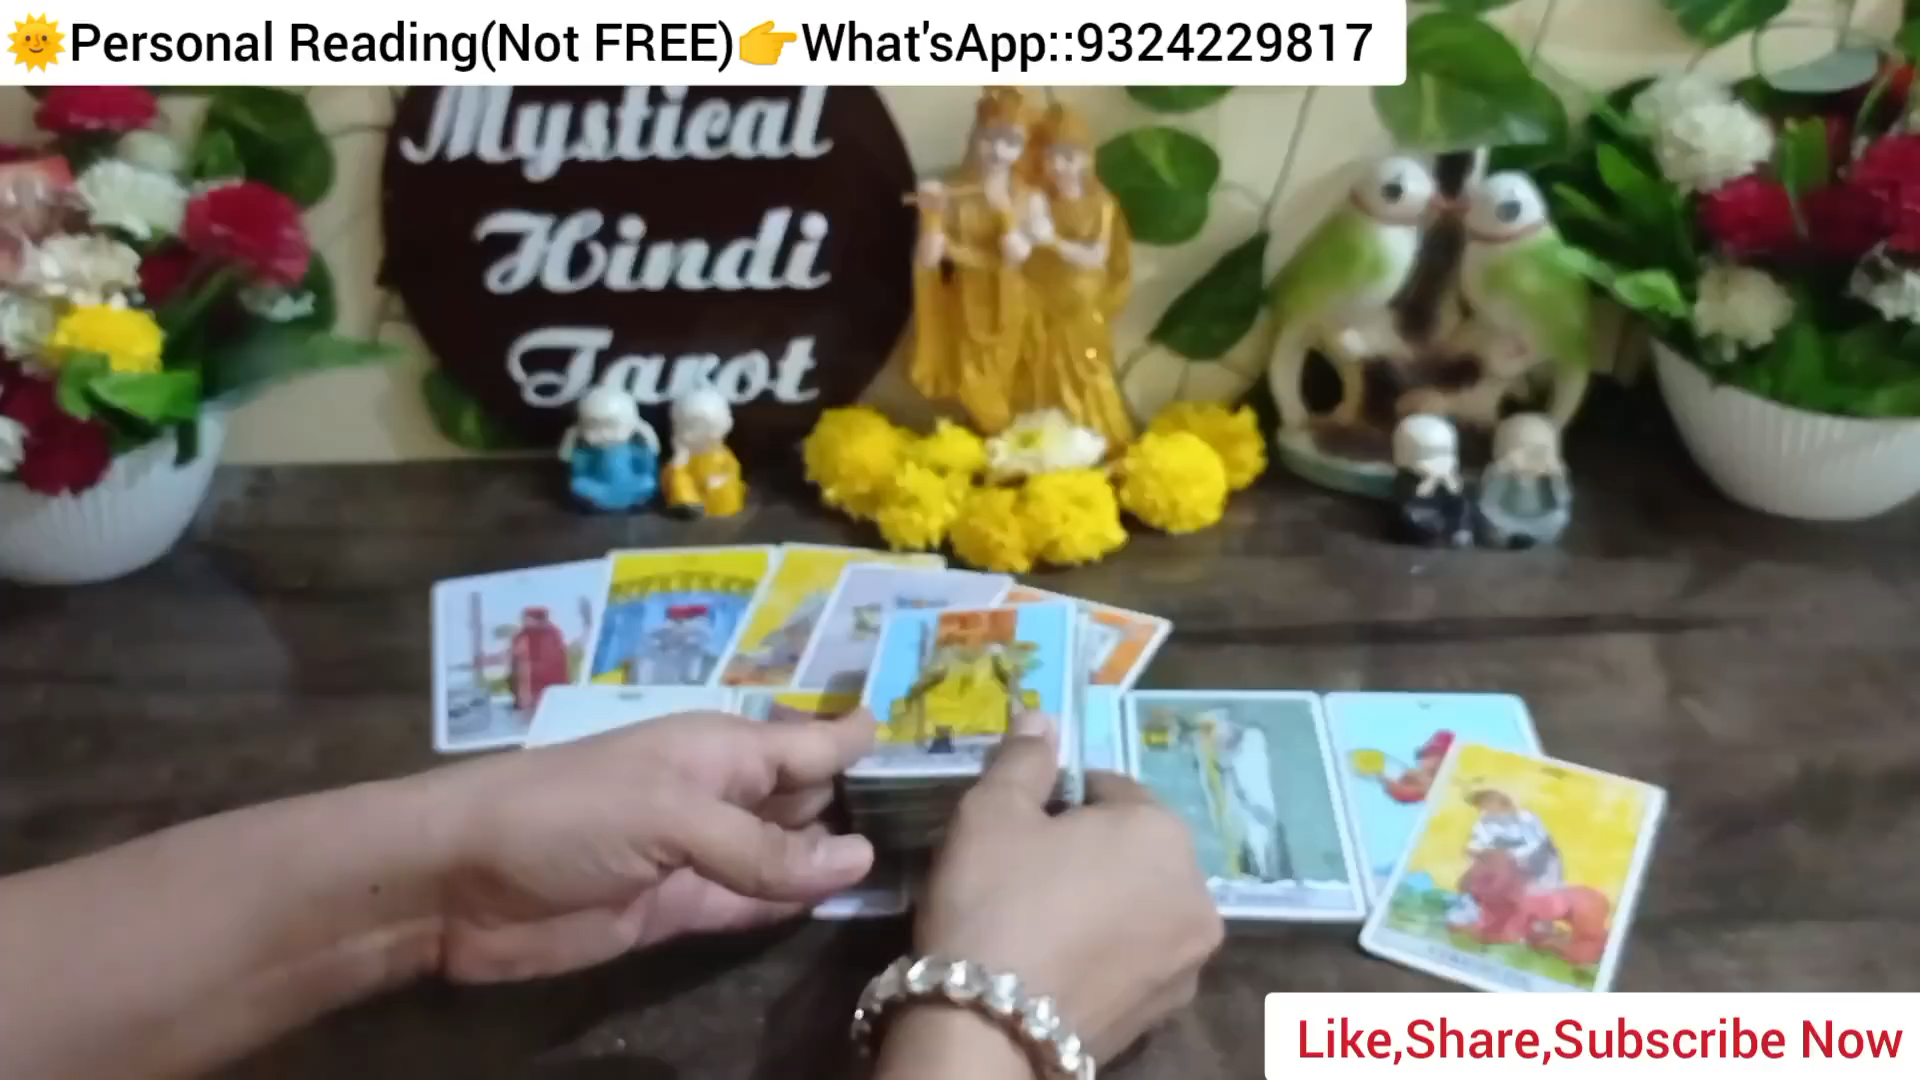 🌞Personal Reading(Not FREE)👉What'sApp::9324229817
Mystical
Hindi
Tarot
Like,Share,Subscribe Now